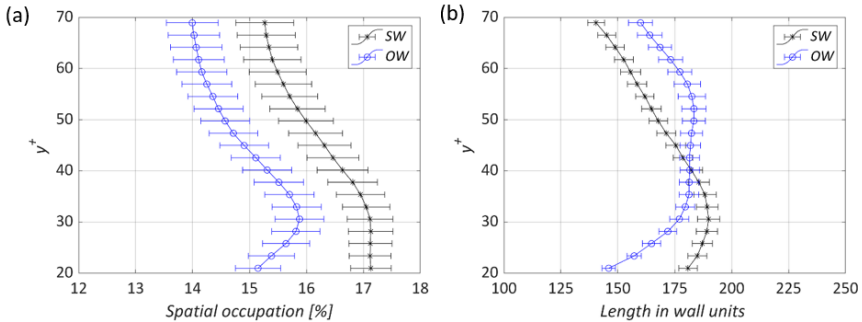 (a)
70
60
50
40
30
20
y+
12
13
14
15
16
17
18
Spatial occupation [%]
SW
OW
(b)
70
60
50
40
30
20
y+
100
125
150
175
200
225
250
Length in wall units
SW
OW